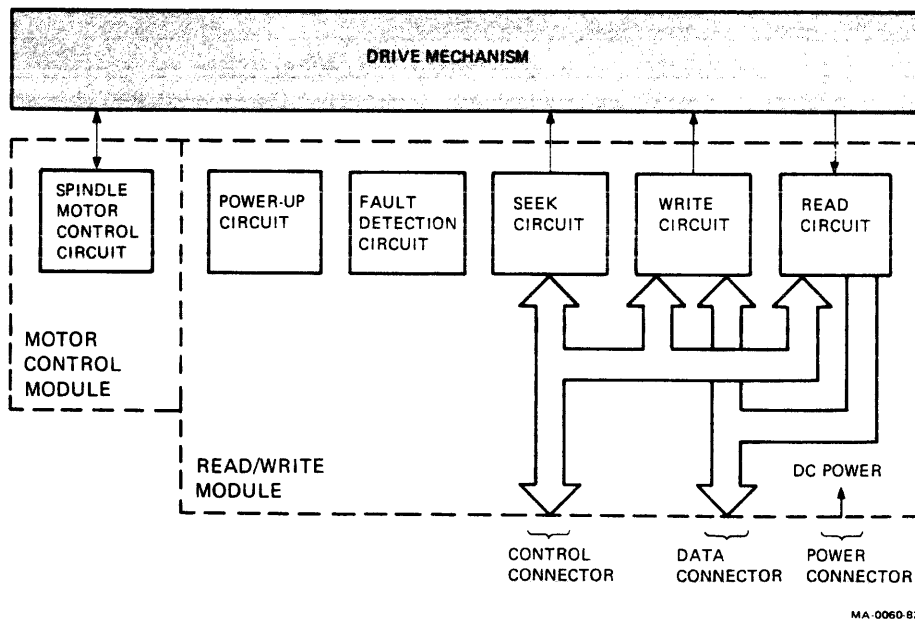 DRIVE MECHANISM
SPINDLE
MOTOR
CONTROL
CIRCUIT
POWER-UP
CIRCUIT
FAULT
DETECTION
CIRCUIT
SEEK
CIRCUIT
WRITE
CIRCUIT
READ
CIRCUIT
MOTOR
CONTROL
MODULE
READ/WRITE
MODULE
DC POWER
CONTROL
CONNECTOR
DATA
CONNECTOR
POWER
CONNECTOR